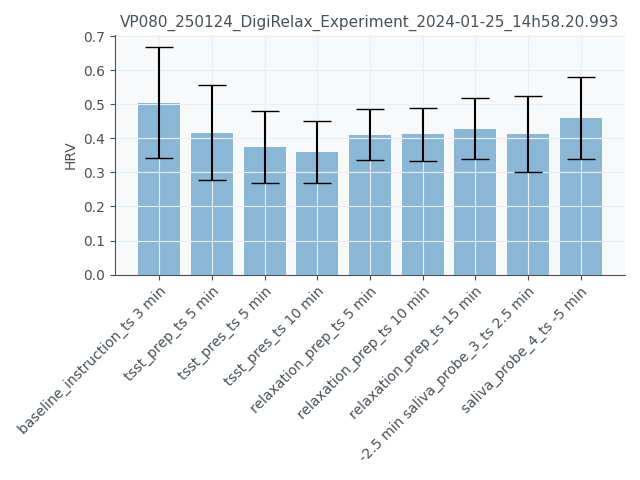 VP080_250124_DigiRelax_Experiment_2024-01-25_14h58.20.993
HRV
0.7
0.6
0.5
0.4
0.3
0.2
0.1
0.0
baseline_instruction_ts 3 min
tsst_prep_ts 5 min
tsst_pres_ts 5 min
tsst_pres_ts 10 min
relaxation_prep_ts 5 min
relaxation_prep_ts 10 min
relaxation_prep_ts 15 min
-2.5 min saliva_probe_3_ts 2.5 min
saliva_probe_4_ts -5 min